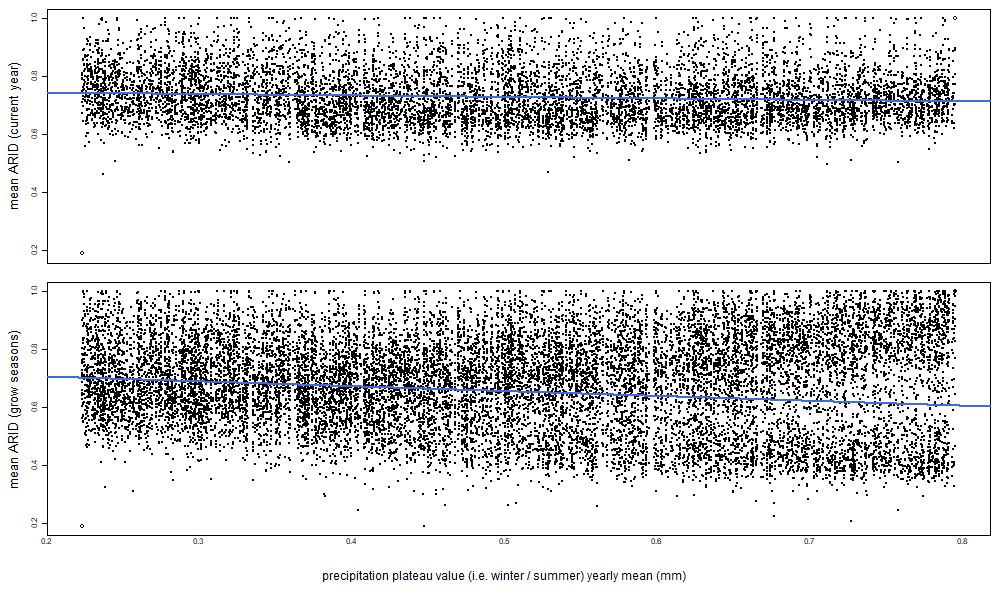 mean ARID (current year)
1.0
0.8
0.6
0.4
0.2
mean ARID (grow seasons)
1.0
0.8
0.6
0.4
0.2
0.2 0.3 0.4 0.5 0.6 0.7 0.8
precipitation plateau value (i.e. winter / summer) yearly mean (mm)